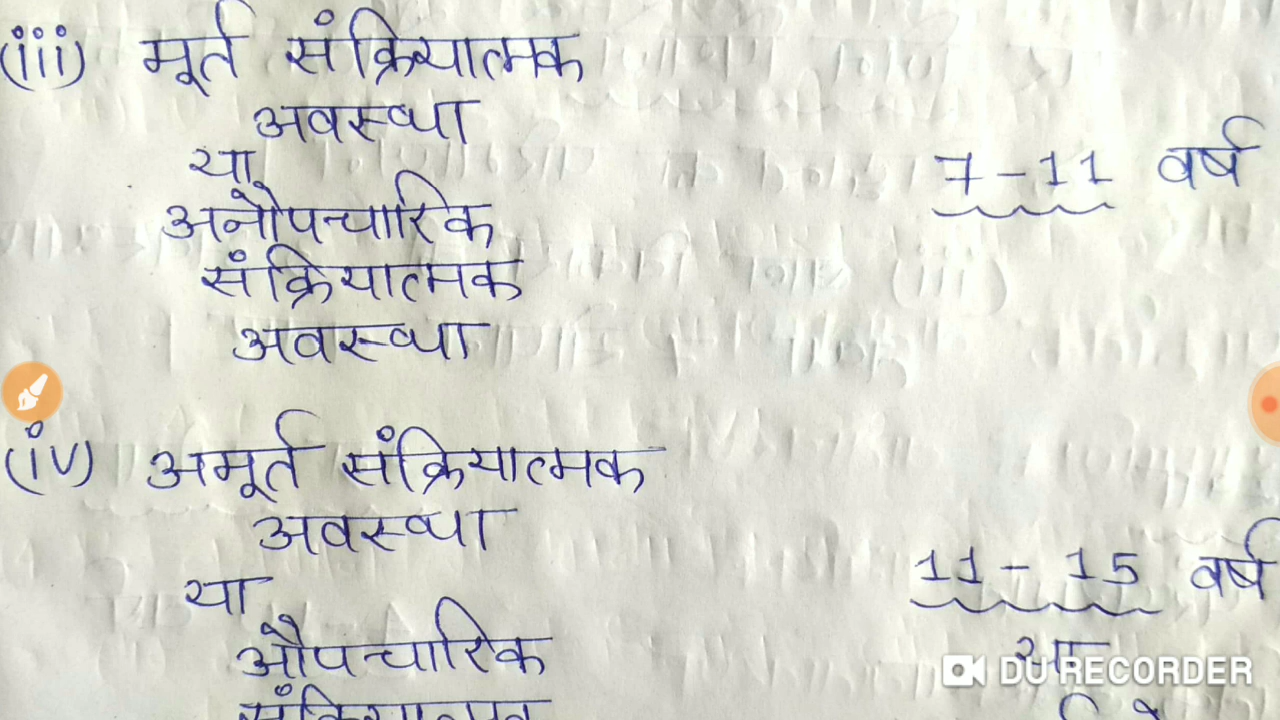 (iii) मूर्त संक्रियात्मक
अवस्था
या
7-11 वर्ष
अनौपचारिक
संक्रियात्मक
अवस्था
(iv) अमूर्त संक्रियात्मक
अवस्था
11-15 वर्ष
या
औपचारिक
या
DU RECORDER
संक्रियात्मक